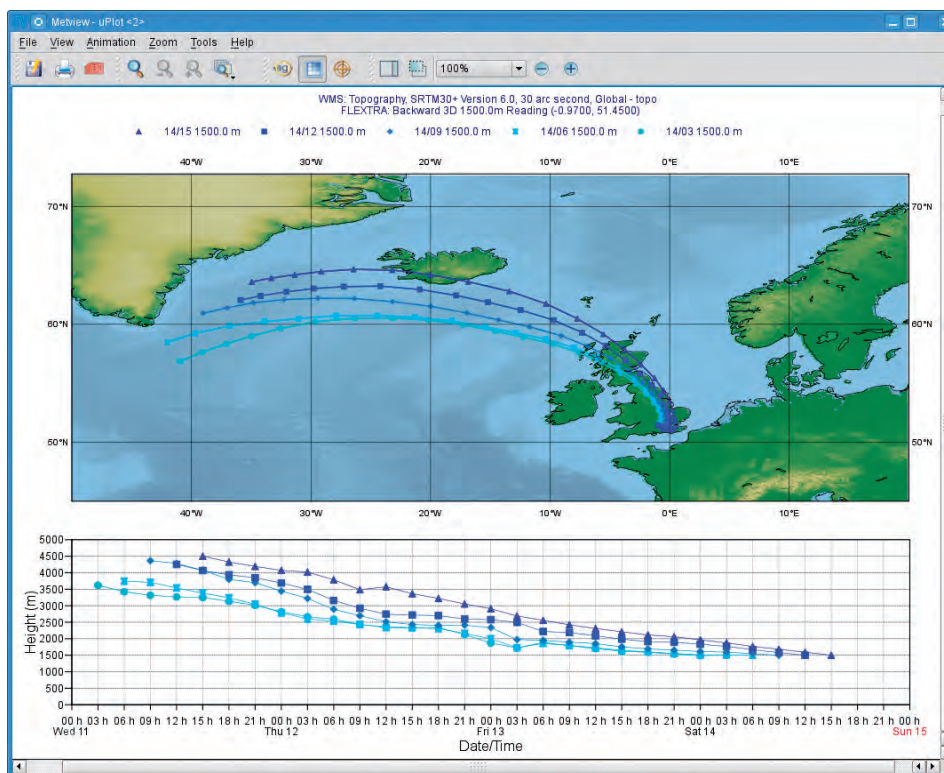 Metview - uPlot <2>
File View Animation Zoom Tools Help
100%
WMS: Topography, SRTM30+ Version 6.0, 30 arc second, Global - topo
FLEXTRA: Backward 3D 1500.0m Reading (-0.9700, 51.4500)
14/15 1500.0 m 14/12 1500.0 m 14/09 1500.0 m 14/06 1500.0 m 14/03 1500.0 m
40°W 30°W 20°W 10°W 0°E 10°E
70°N 70°N
60°N 60°N
50°N 50°N
40°W 30°W 20°W 10°W 0°E 10°E
5000
4500
4000
3500
3000
2500
2000
1500
1000
500
0
Height (m)
00 h 03 h 06 h 09 h 12 h 15 h 18 h 21 h 00 h 03 h 06 h 09 h 12 h 15 h 18 h 21 h 00 h 03 h 06 h 09 h 12 h 15 h 18 h 21 h 00 h 03 h 06 h 09 h 12 h 15 h 18 h 21 h 00 h
Wed 11 Thu 12 Fri 13 Sat 14 Sun 15
Date/Time